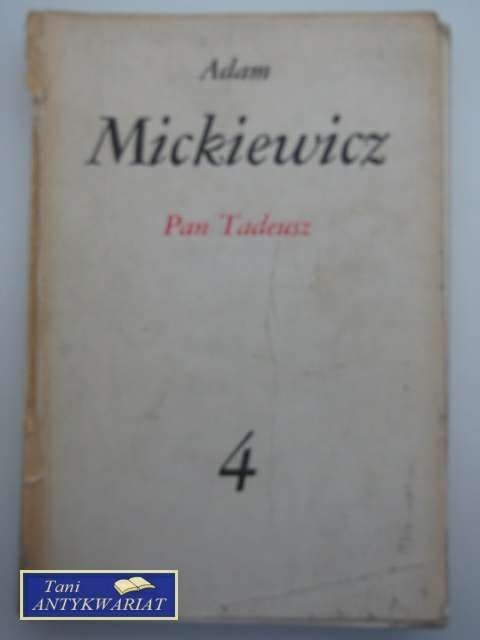 Adam
Mickiewicz
Pan Tadeusz
4
Tani
ANTYKWARIAT